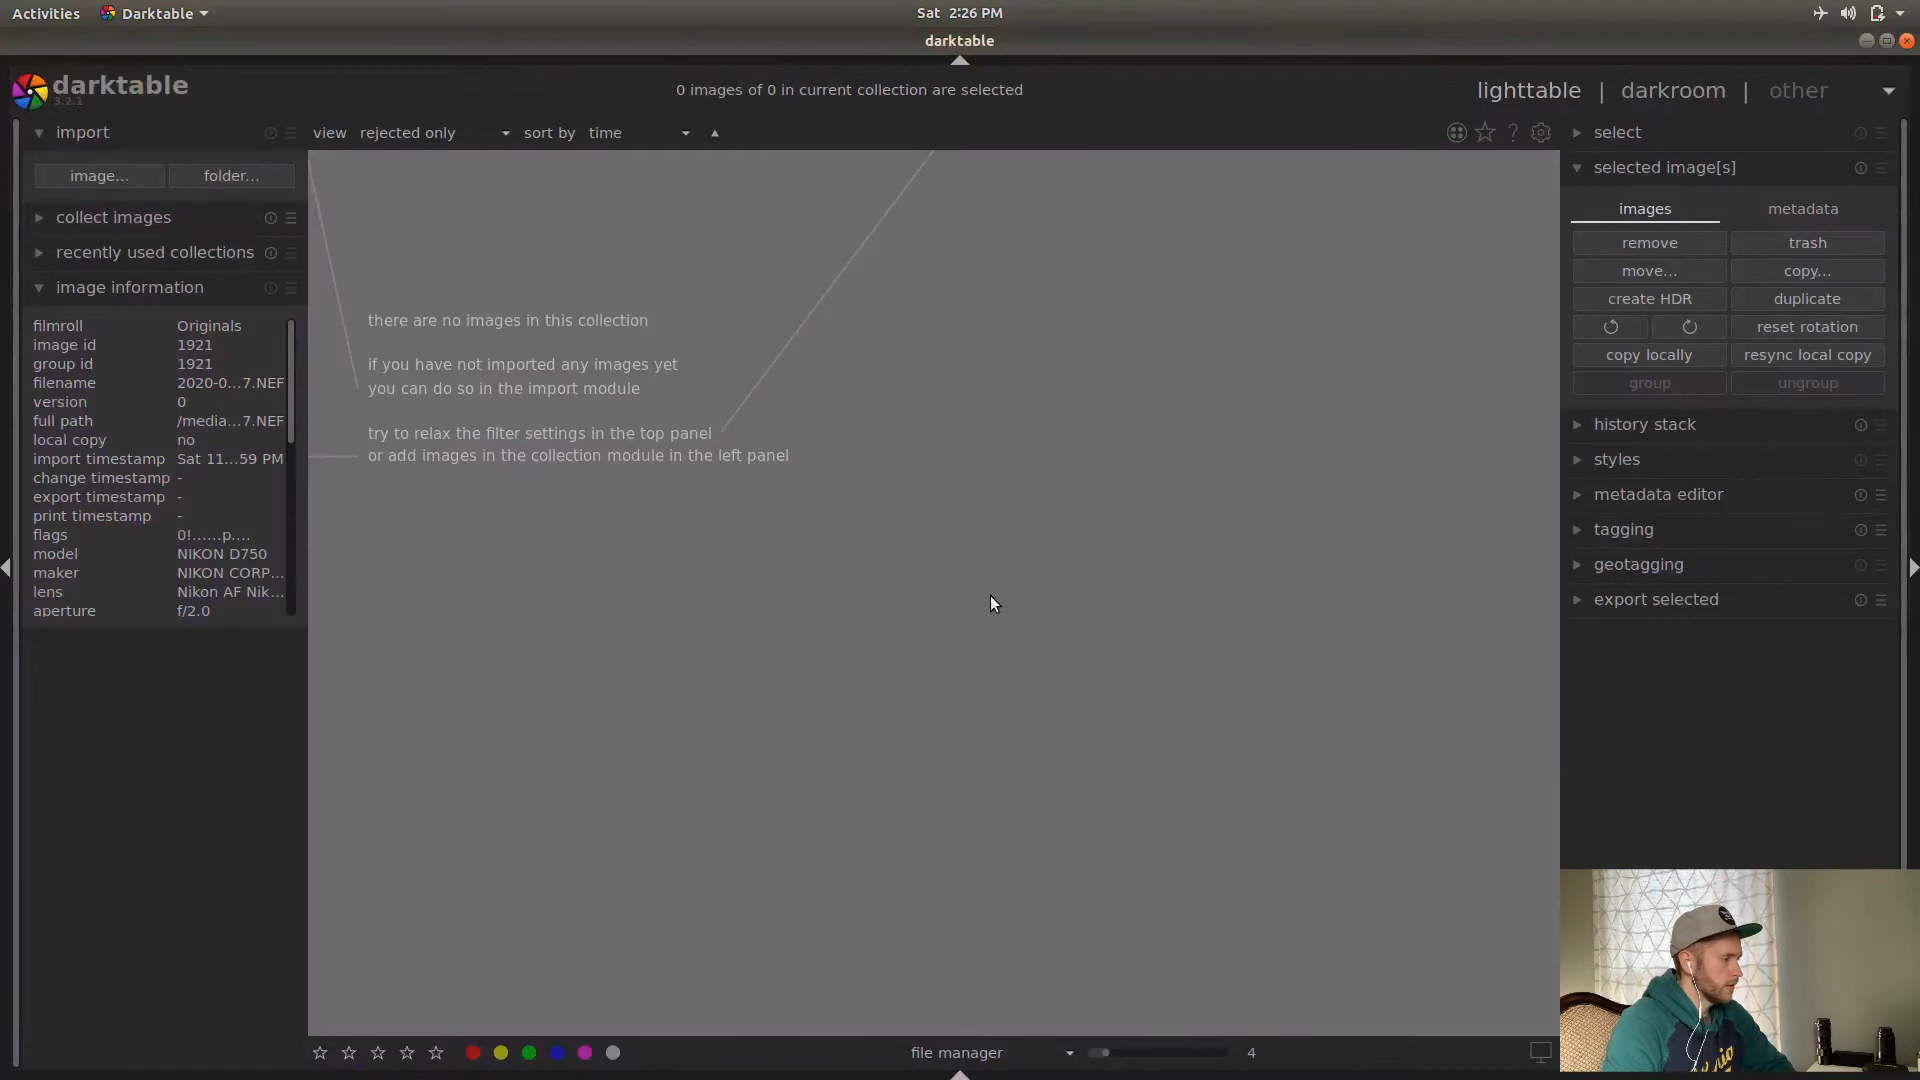 Activities Darktable Sat 2:26 PM
darktable
darktable
3.2.1
0 images of 0 in current collection are selected
lighttable | darkroom | other
import
view rejected only sort by time
image... folder...
collect images
recently used collections
image information
filmroll Originals
image id 1921
group id 1921
filename 2020-0...7.NEF
version 0
full path /media...7.NEF
local copy no
import timestamp Sat 11...59 PM
change timestamp -
export timestamp -
print timestamp -
flags 0!......p....
model NIKON D750
maker NIKON CORP...
lens Nikon AF Nik...
aperture f/2.0
there are no images in this collection
if you have not imported any images yet
you can do so in the import module
try to relax the filter settings in the top panel
or add images in the collection module in the left panel
select
selected image[s]
images metadata
remove trash
move... copy...
create HDR duplicate
reset rotation
copy locally resync local copy
group ungroup
history stack
styles
metadata editor
tagging
geotagging
export selected
file manager 4